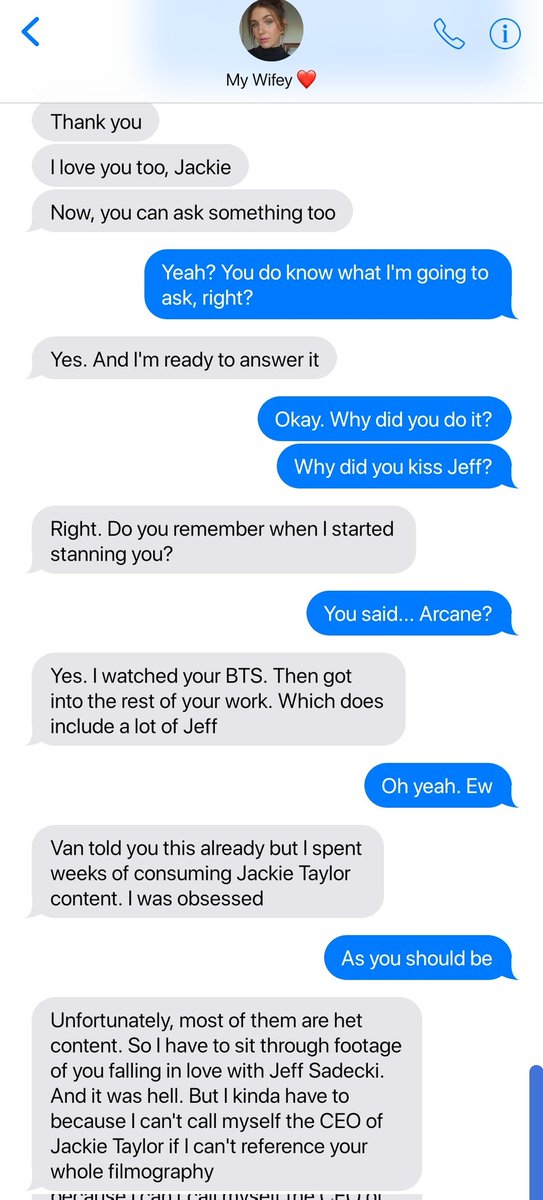 My Wifey ❤️
Thank you
I love you too, Jackie
Now, you can ask something too
Yeah? You do know what I'm going to
ask, right?
Yes. And I'm ready to answer it
Okay. Why did you do it?
Why did you kiss Jeff?
Right. Do you remember when I started
stanning you?
You said... Arcane?
Yes. I watched your BTS. Then got
into the rest of your work. Which does
include a lot of Jeff
Oh yeah. Ew
Van told you this already but I spent
weeks of consuming Jackie Taylor
content. I was obsessed
As you should be
Unfortunately, most of them are het
content. So I have to sit through footage
of you falling in love with Jeff Sadecki.
And it was hell. But I kinda have to
because I can't call myself the CEO of
Jackie Taylor if I can't reference your
whole filmography
because I can't call myself the CEO of